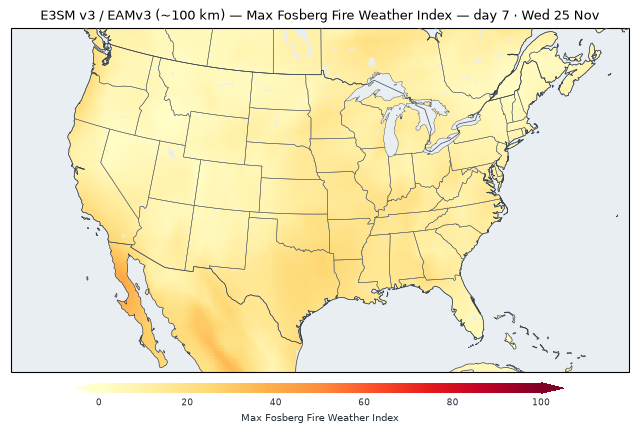 E3SM v3 / EAMv3 (~100 km) — Max Fosberg Fire Weather Index — day 7 · Wed 25 Nov
0 20 40 60 80 100
Max Fosberg Fire Weather Index